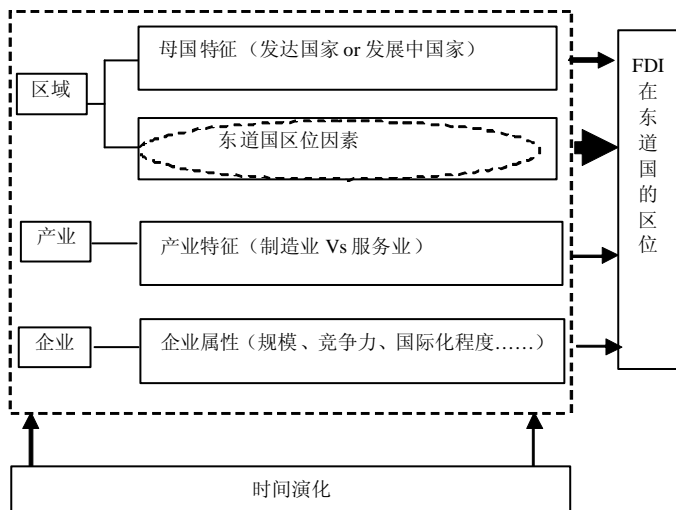 母国特征（发达国家 or 发展中国家）
区域
东道国区位因素
产业
产业特征（制造业 Vs 服务业）
企业
企业属性（规模、竞争力、国际化程度……）
FDI
在
东
道
国
的
区
位
时间演化